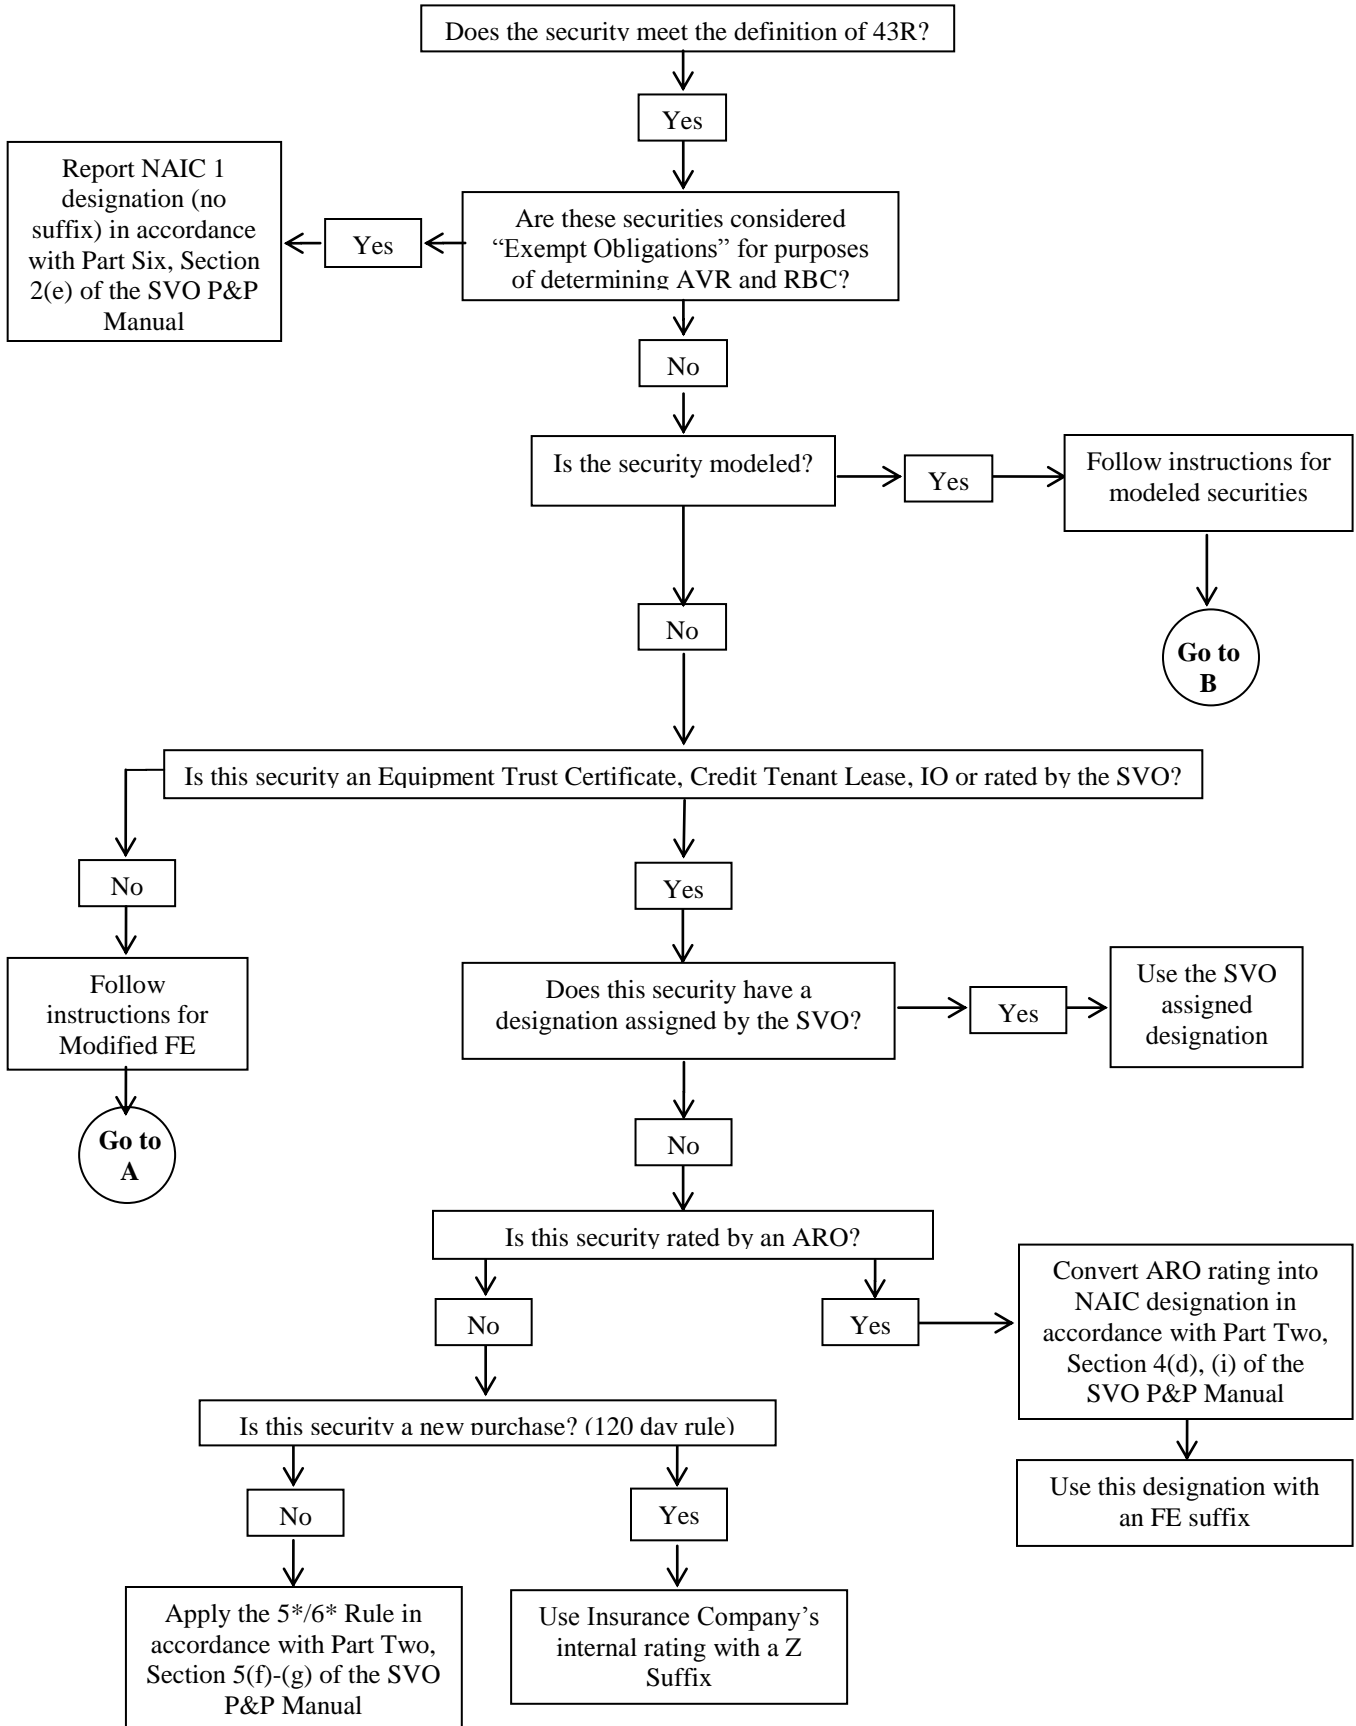 Does the security meet the definition of 43R?
Yes
Report NAIC 1
designation (no
suffix) in accordance
with Part Six, Section
2(e) of the SVO P&P
Manual
Yes
Are these securities considered
“Exempt Obligations” for purposes
of determining AVR and RBC?
No
Is the security modeled?
Yes
Follow instructions for
modeled securities
No
Go to
B
Is this security an Equipment Trust Certificate, Credit Tenant Lease, IO or rated by the SVO?
No
Yes
Follow
instructions for
Modified FE
Does this security have a
designation assigned by the SVO?
Yes
Use the SVO
assigned
designation
Go to
A
No
Is this security rated by an ARO?
No
Yes
Convert ARO rating into
NAIC designation in
accordance with Part Two,
Section 4(d), (i) of the
SVO P&P Manual
Is this security a new purchase? (120 day rule)
Use this designation with
an FE suffix
No
Yes
Apply the 5*/6* Rule in
accordance with Part Two,
Section 5(f)-(g) of the SVO
P&P Manual
Use Insurance Company’s
internal rating with a Z
Suffix